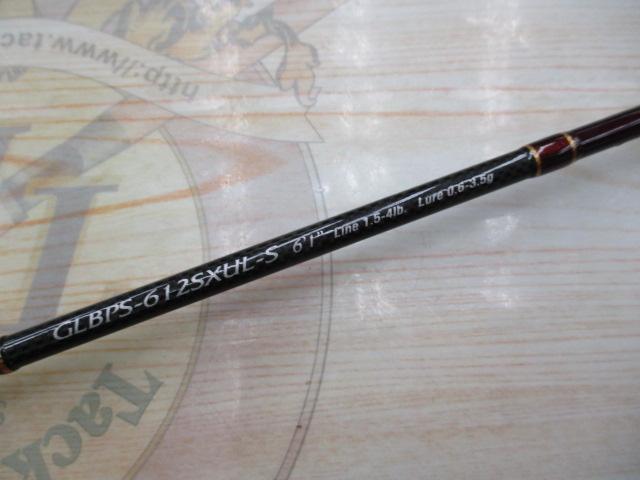 http://www.tac
GLBPS-612SXUL-S 6'1" Line 1.5-4lb. Lure 0.6-3.5g
Tack